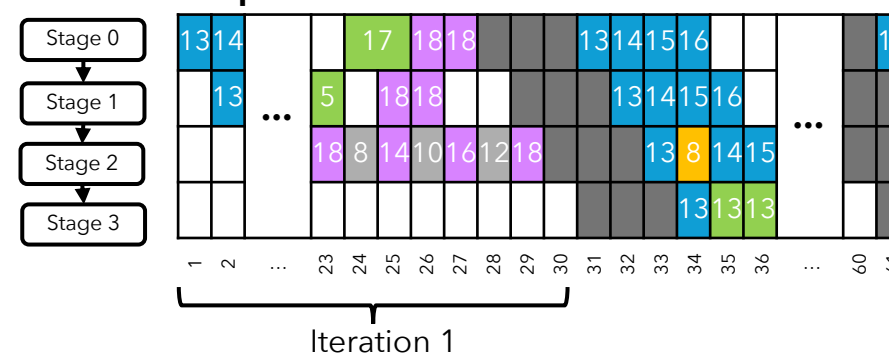 Stage 0 13 14 17 18 18 13 14 15 16 1
Stage 1 13 ... 5 18 18 13 14 15 16 ...
Stage 2 18 8 14 10 16 12 18 13 8 14 15
Stage 3 13 13 13
1 2 ... 23 24 25 26 27 28 29 30 31 32 33 34 35 36 ... 60
Iteration 1